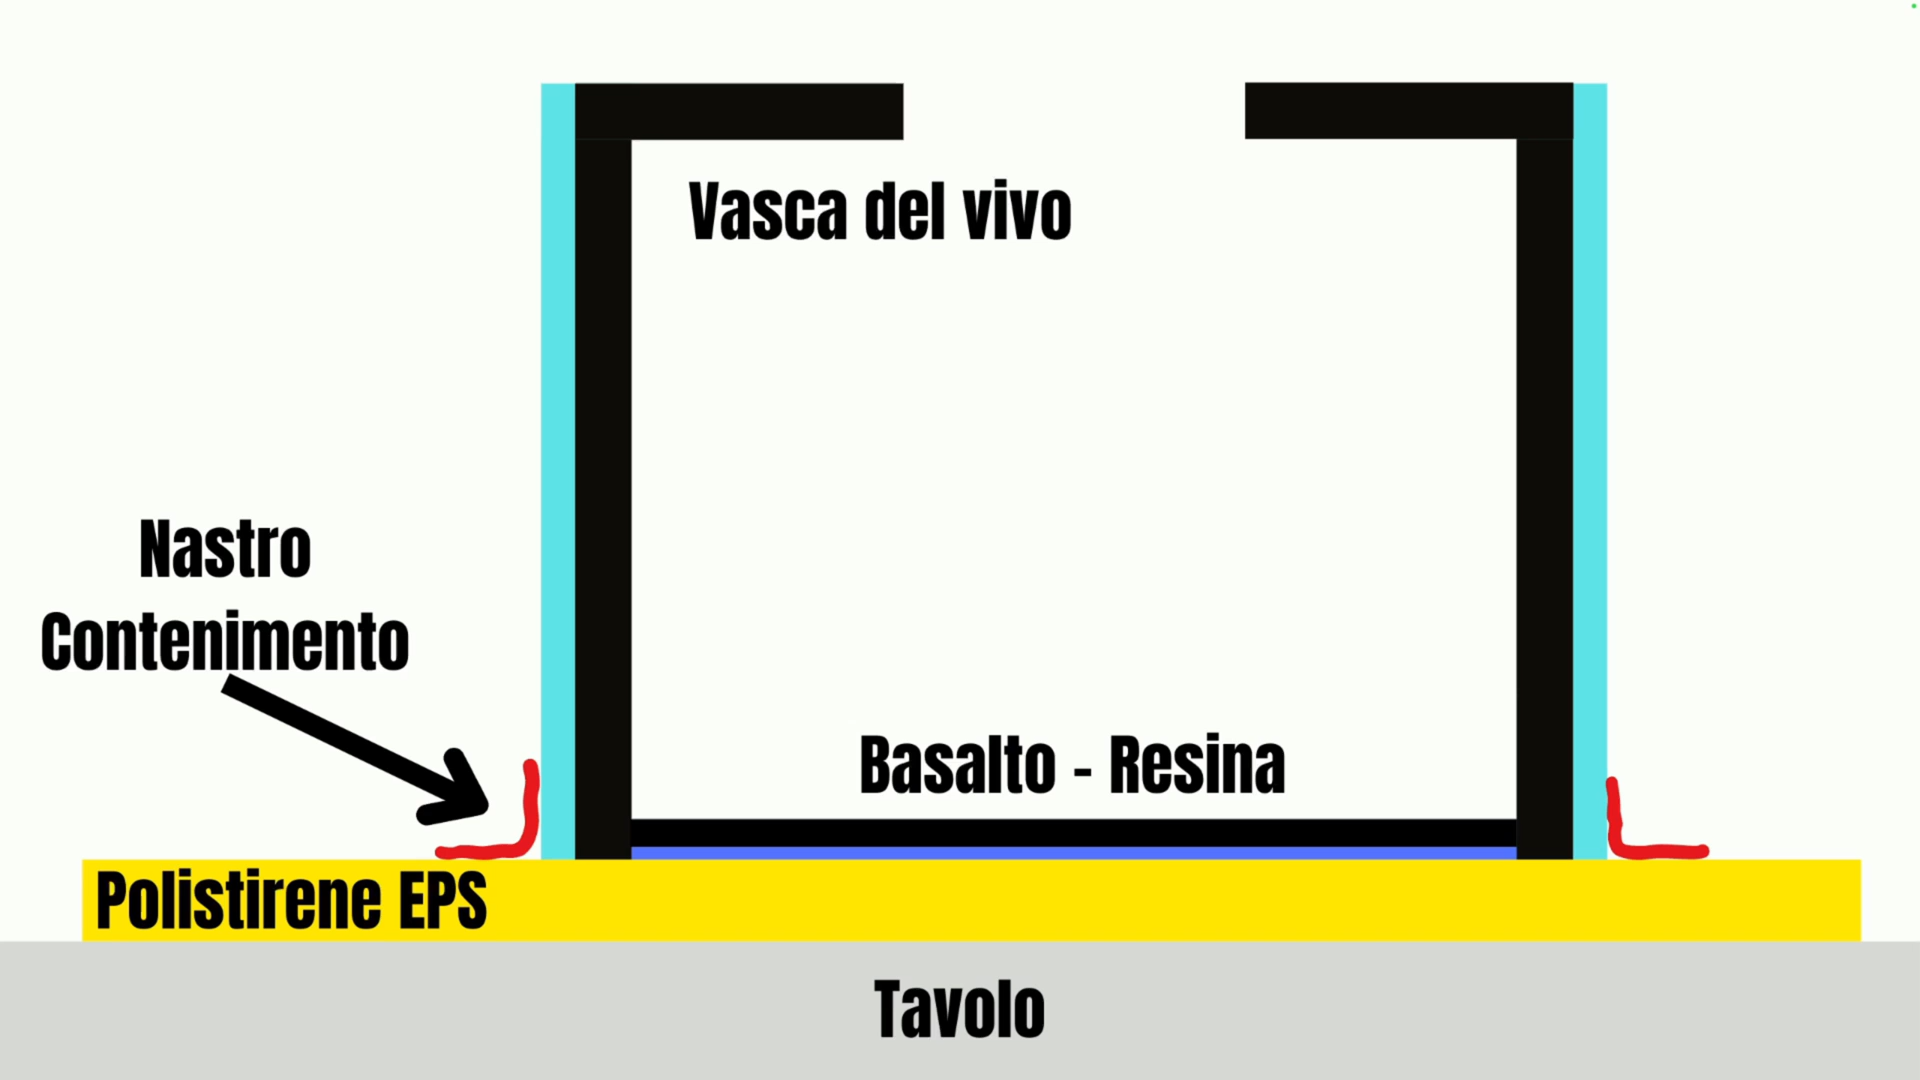 Vasca del vivo
Nastro
Contenimento
Basalto - Resina
Polistirene EPS
Tavolo